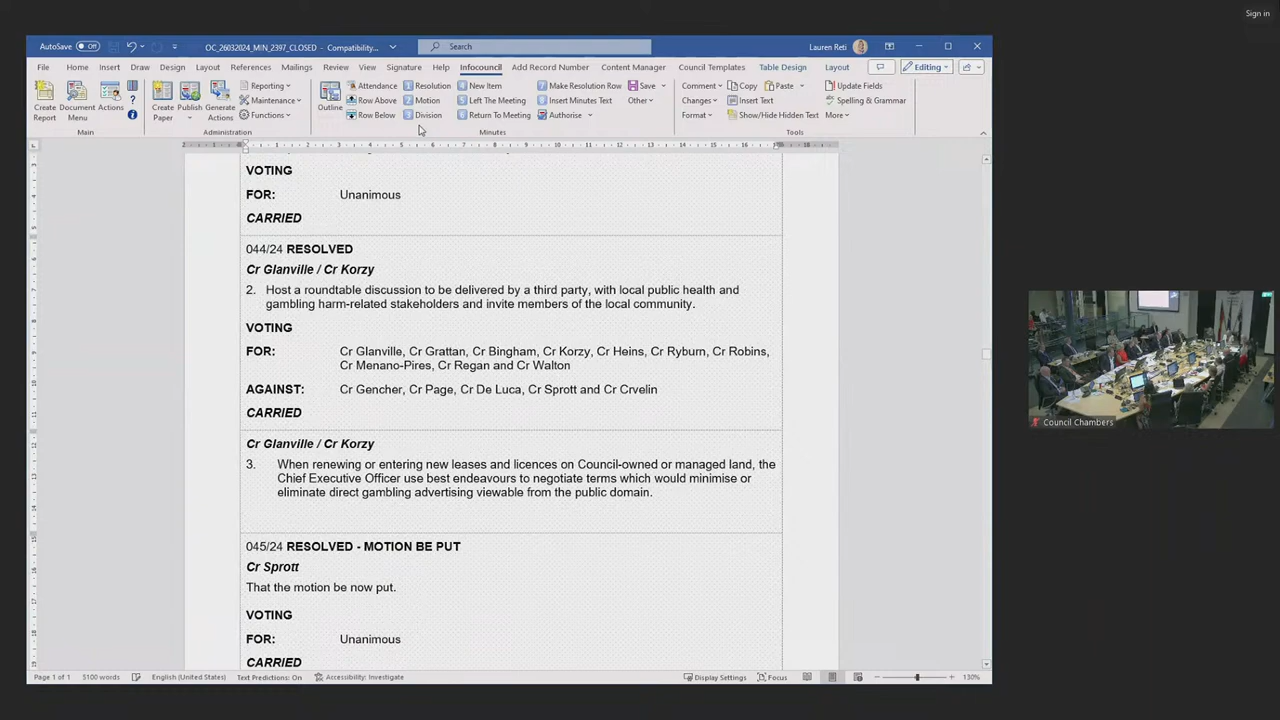 Sign in
AutoSave Off OC_26032024_MIN_2397_CLOSED - Compatibility... Search Lauren Reti
File Home Insert Draw Design Layout References Mailings Review View Signature Help Infocouncil Add Record Number Content Manager Council Templates Table Design Layout Editing
Reporting Attendance Resolution New Item Make Resolution Row Save Comment Copy Paste Update Fields
Create Report Document Menu Actions Create Publish Generate Actions Maintenance Outline Row Above Motion Left The Meeting Insert Minutes Text Other Changes Insert Text Spelling & Grammar
Functions Row Below Division Return To Meeting Authorise Format Show/Hide Hidden Text More
Main Administration Minutes Tools
VOTING
FOR: Unanimous
CARRIED
044/24 RESOLVED
Cr Glanville / Cr Korzy
2. Host a roundtable discussion to be delivered by a third party, with local public health and
gambling harm-related stakeholders and invite members of the local community.
VOTING
FOR: Cr Glanville, Cr Grattan, Cr Bingham, Cr Korzy, Cr Heins, Cr Ryburn, Cr Robins,
Cr Menano-Pires, Cr Regan and Cr Walton
AGAINST: Cr Gencher, Cr Page, Cr De Luca, Cr Sprott and Cr Crvelin
CARRIED
Cr Glanville / Cr Korzy
3. When renewing or entering new leases and licences on Council-owned or managed land, the
Chief Executive Officer use best endeavours to negotiate terms which would minimise or
eliminate direct gambling advertising viewable from the public domain.
045/24 RESOLVED - MOTION BE PUT
Cr Sprott
That the motion be now put.
VOTING
FOR: Unanimous
CARRIED
Council Chambers
Page 1 of 1 5100 words English (United States) Text Predictions: On Accessibility: Investigate Display Settings Focus 130%